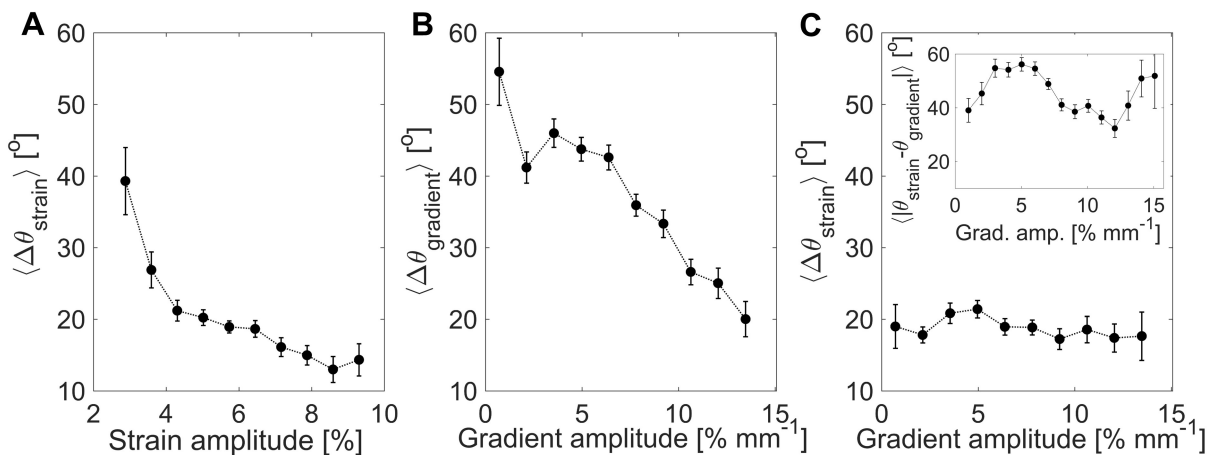 A
60
50
40
30
20
10
⟨Δθstrain⟩ [°]
2 4 6 8 10
Strain amplitude [%]
B
60
50
40
30
20
10
⟨Δθgradient⟩ [°]
0 5 10 15
Gradient amplitude [% mm⁻¹]
C
60
50
40
30
20
10
⟨Δθstrain⟩ [°]
0 5 10 15
Gradient amplitude [% mm⁻¹]
60
40
20
⟨|θstrain-θgradient|⟩ [°]
0 5 10 15
Grad. amp. [% mm⁻¹]